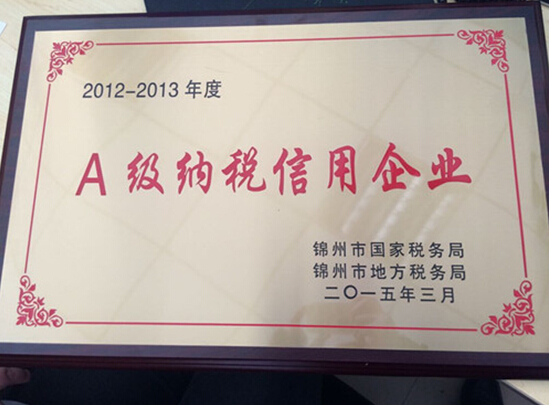 2012-2013 年度
A 级纳税信用企业
锦州市国家税务局
锦州市地方税务局
二〇一五年三月